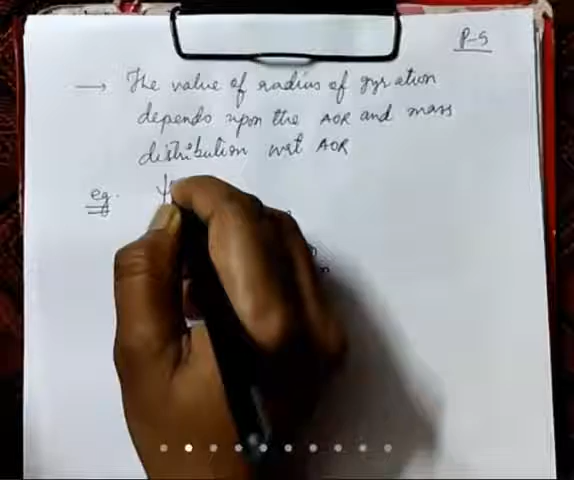 P-5
→ The value of radius of gyration
depends upon the AOR and mass
distribution wrt AOR
eg.